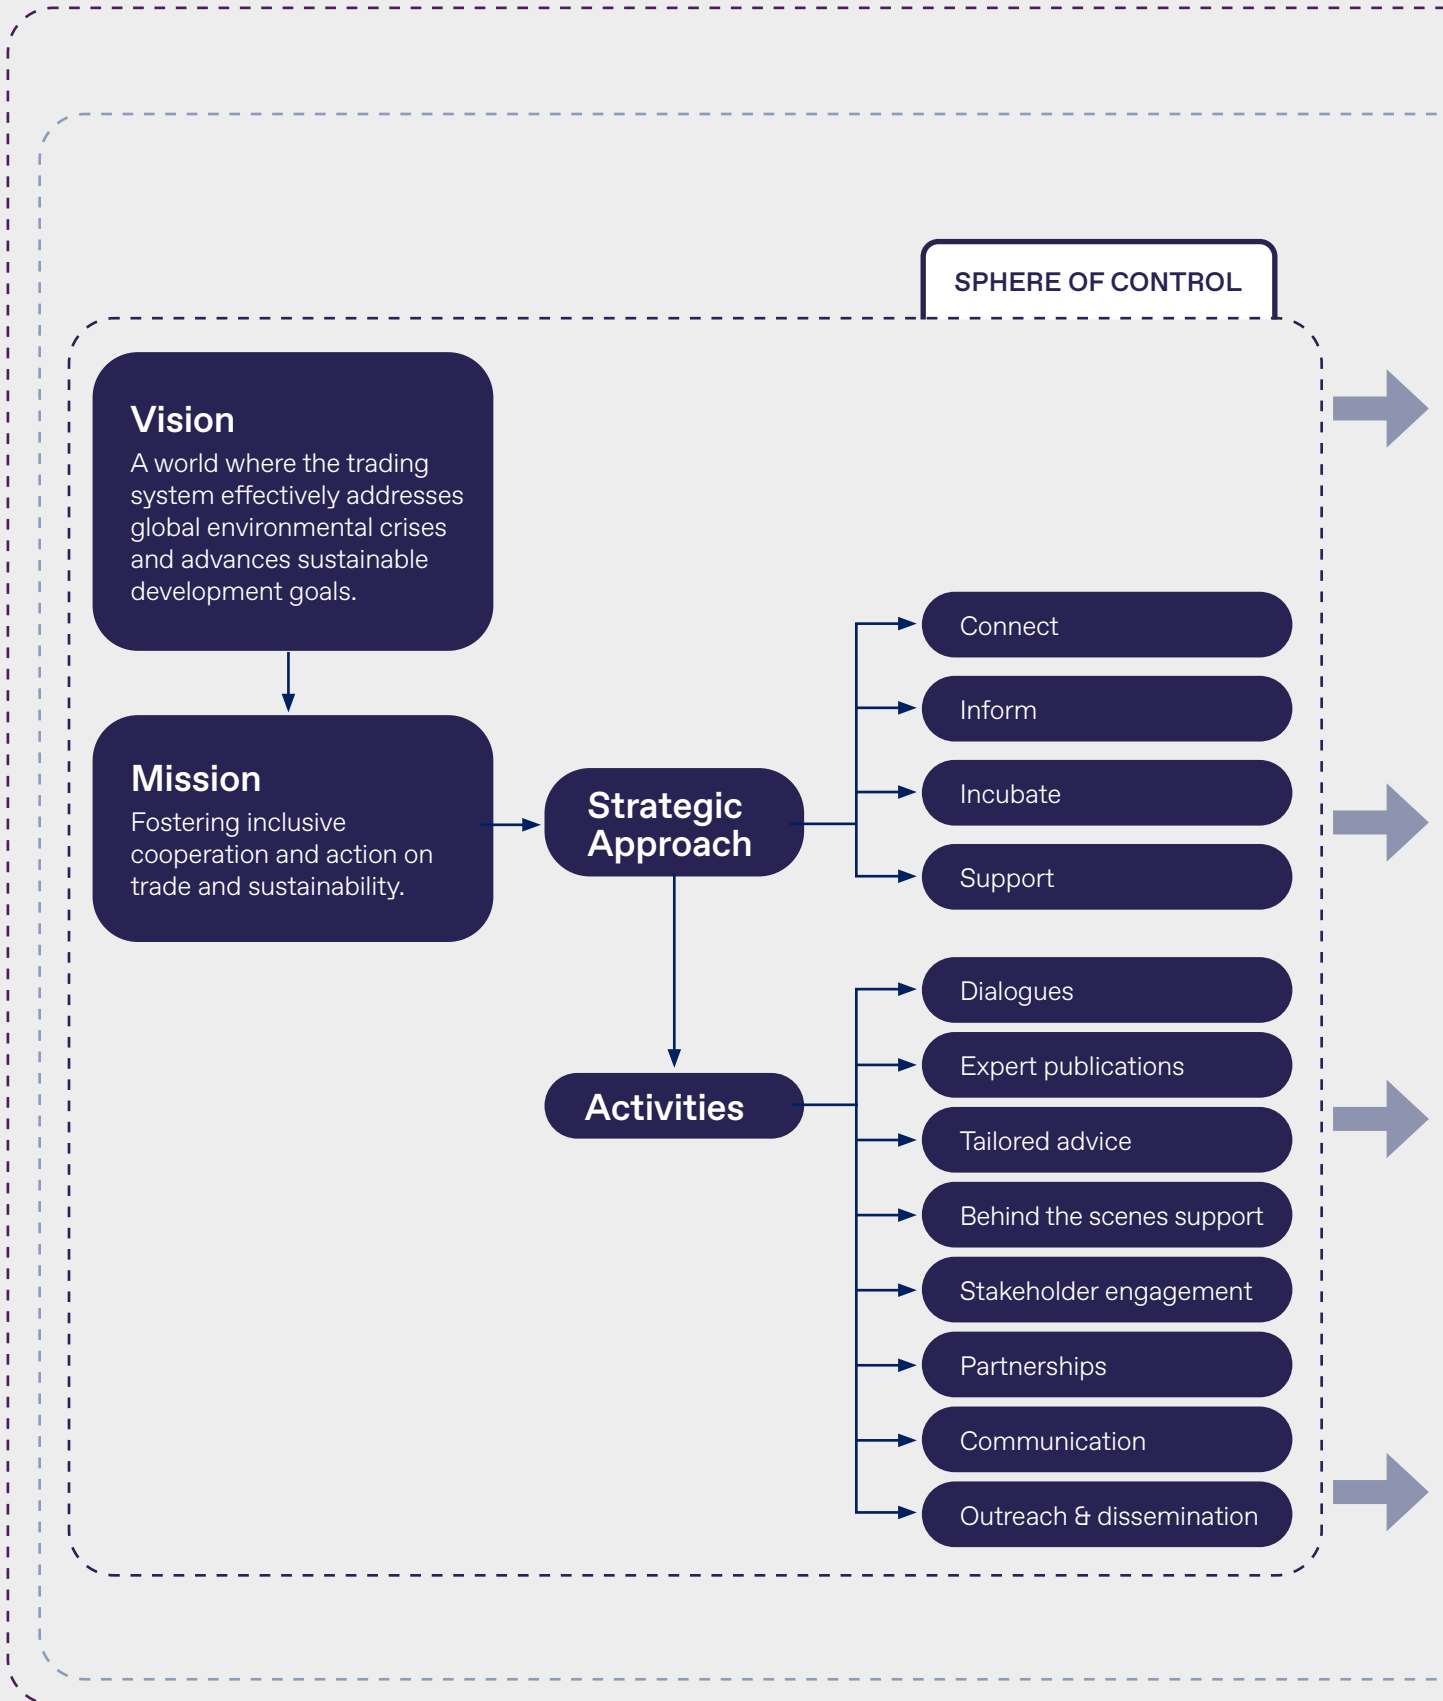 SPHERE OF CONTROL
Vision
A world where the trading
system effectively addresses
global environmental crises
and advances sustainable
development goals.
Mission
Fostering inclusive
cooperation and action on
trade and sustainability.
Strategic
Approach
Connect
Inform
Incubate
Support
Activities
Dialogues
Expert publications
Tailored advice
Behind the scenes support
Stakeholder engagement
Partnerships
Communication
Outreach & dissemination